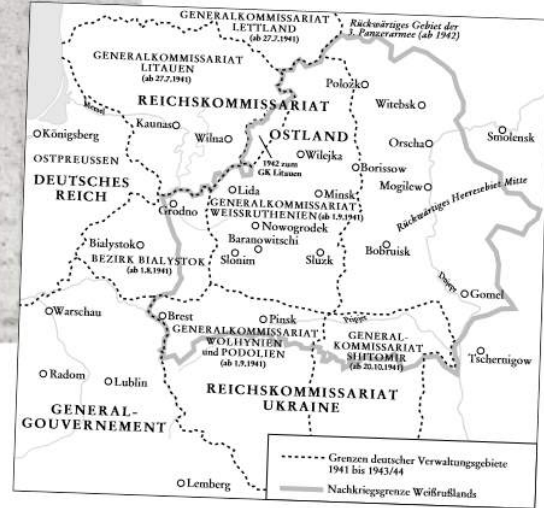 GENERALKOMMISSARIAT
LETTLAND
(ab 27.7.1941)
Rückwärtiges Gebiet der
3. Panzerarmee (ab 1942)
GENERALKOMMISSARIAT
LITAUEN
(ab 27.7.1941)
Położk
REICHSKOMMISSARIAT
OSTLAND
Witebsk
Memel
Kaunas
Wilna
Königsberg
Orscha
Smolensk
Wilejka
1942 zum
GK Litauen
Borissow
OSTPREUSSEN
DEUTSCHES
REICH
Lida
Minsk
Mogilew
Grodno
GENERALKOMMISSARIAT
WEISSRUTHENIEN (ab 1.9.1941)
Rückwärtiges Heeresgebiet Mitte
Nowogrodek
Baranowitschi
Bialystok
BEZIRK BIALYSTOK
(ab 1.8.1941)
Slonim
Sluzk
Bobruisk
Dnepr
Gomel
Warschau
Brest
Pinsk
Pripjet
GENERALKOMMISSARIAT
WOLHYNIEN
und PODOLIEN
(ab 1.9.1941)
GENERAL-
KOMMISSARIAT
SHITOMIR
(ab 20.10.1941)
Tschernigow
Radom
Lublin
REICHSKOMMISSARIAT
UKRAINE
GENERAL-
GOUVERNEMENT
Lemberg
Grenzen deutscher Verwaltungsgebiete
1941 bis 1943/44
Nachkriegsgrenze Weißrußlands